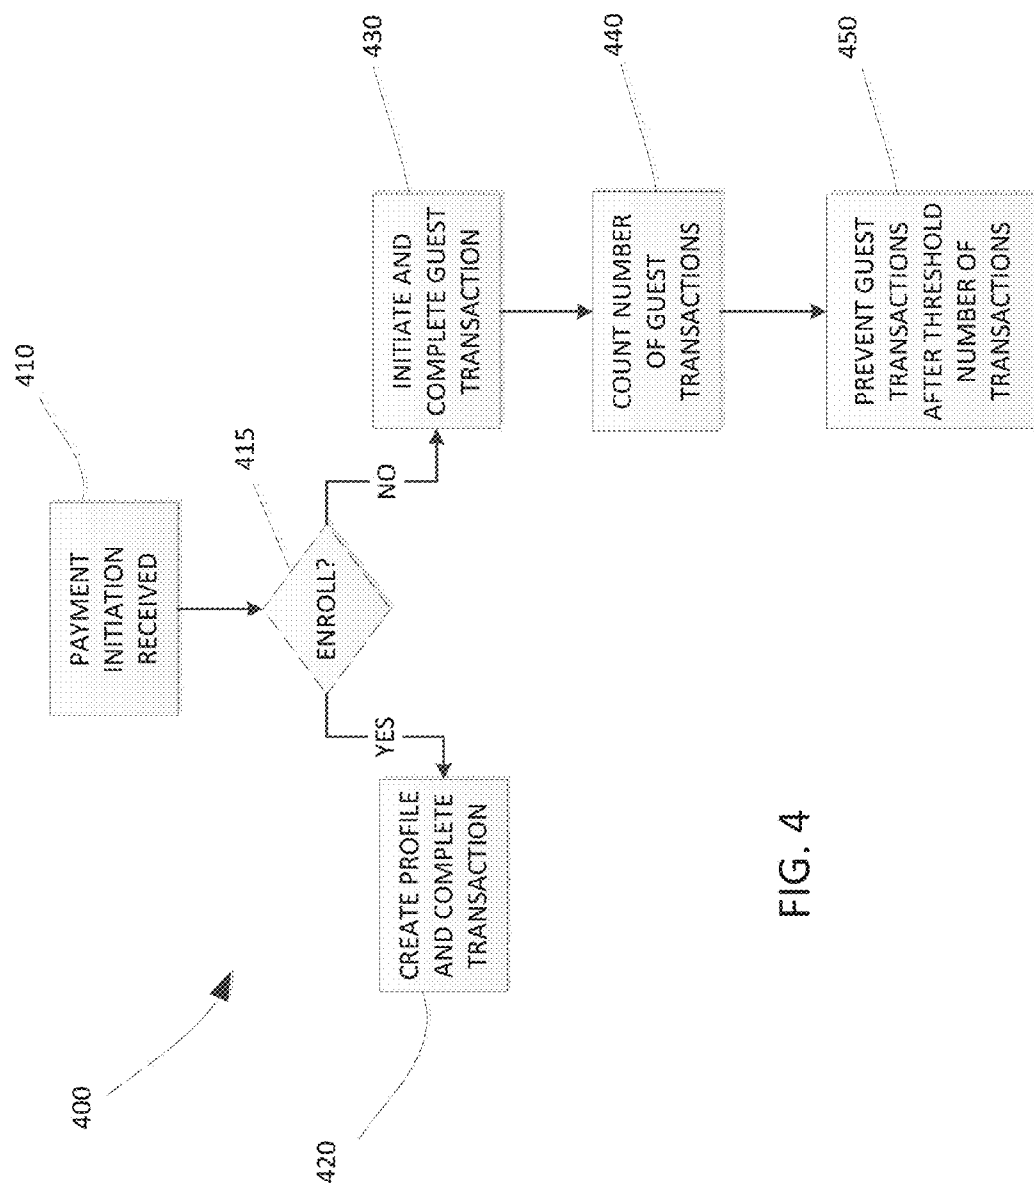 400
410
PAYMENT
INITIATION
RECEIVED
415
ENROLL?
YES
NO
420
CREATE PROFILE
AND COMPLETE
TRANSACTION
430
INITIATE AND
COMPLETE GUEST
TRANSACTION
440
COUNT NUMBER
OF GUEST
TRANSACTIONS
450
PREVENT GUEST
TRANSACTIONS
AFTER THRESHOLD
NUMBER OF
TRANSACTIONS
FIG. 4